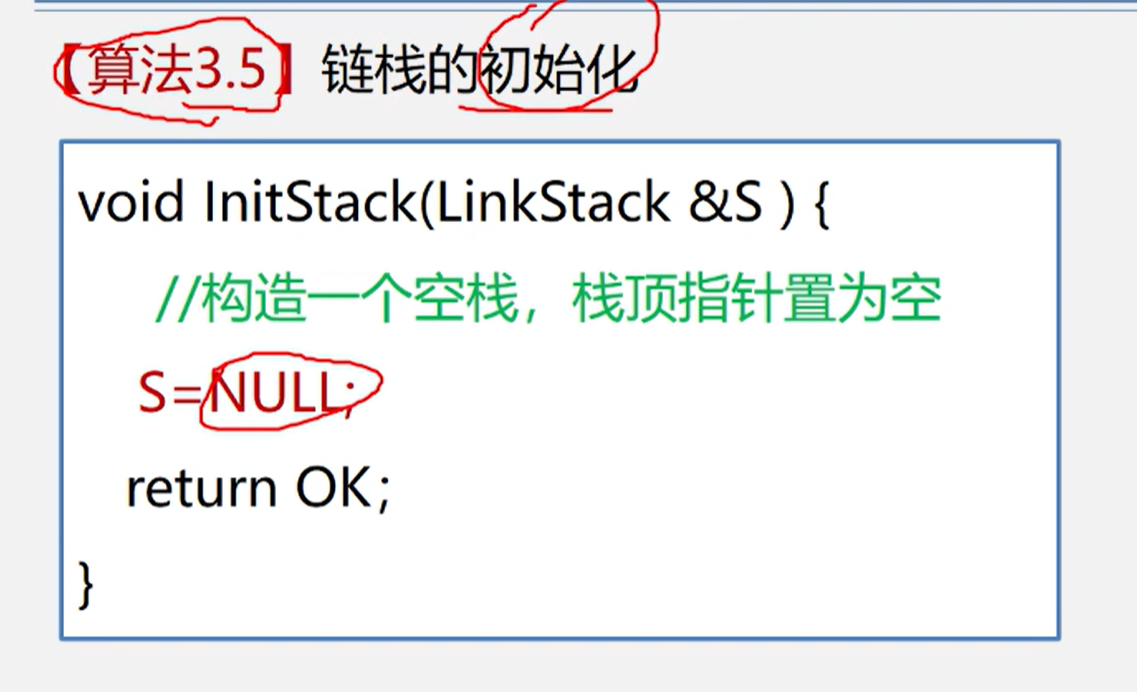 【算法3.5】链栈的初始化
void InitStack(LinkStack &S ) {
//构造一个空栈，栈顶指针置为空
S=NULL;
return OK;
}